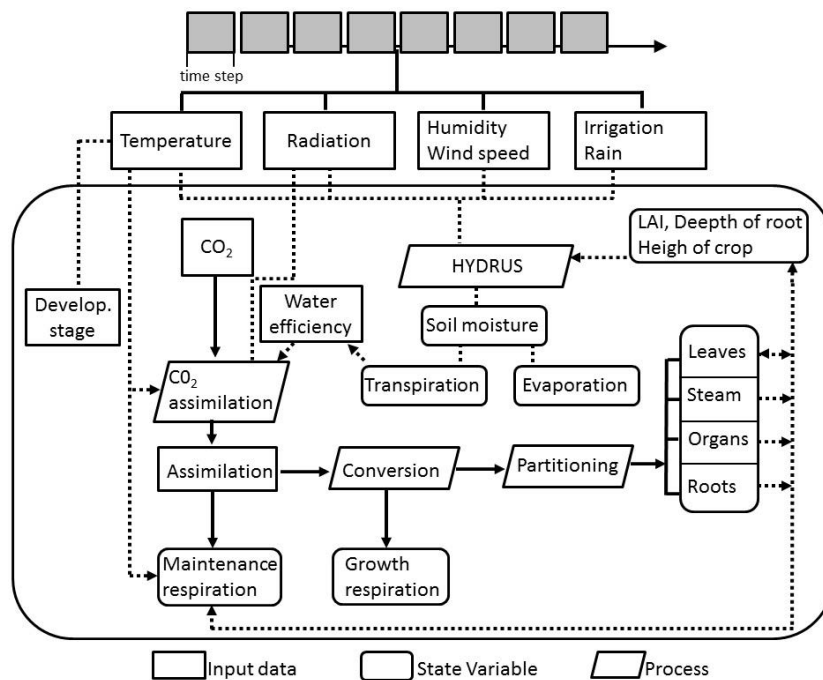 time step
Temperature
Radiation
Humidity
Wind speed
Irrigation
Rain
LAI, Deepth of root
Heigh of crop
CO₂
HYDRUS
Develop.
stage
Water
efficiency
Soil moisture
C0₂
assimilation
Transpiration
Evaporation
Leaves
Steam
Organs
Roots
Assimilation
Conversion
Partitioning
Maintenance
respiration
Growth
respiration
Input data
State Variable
Process